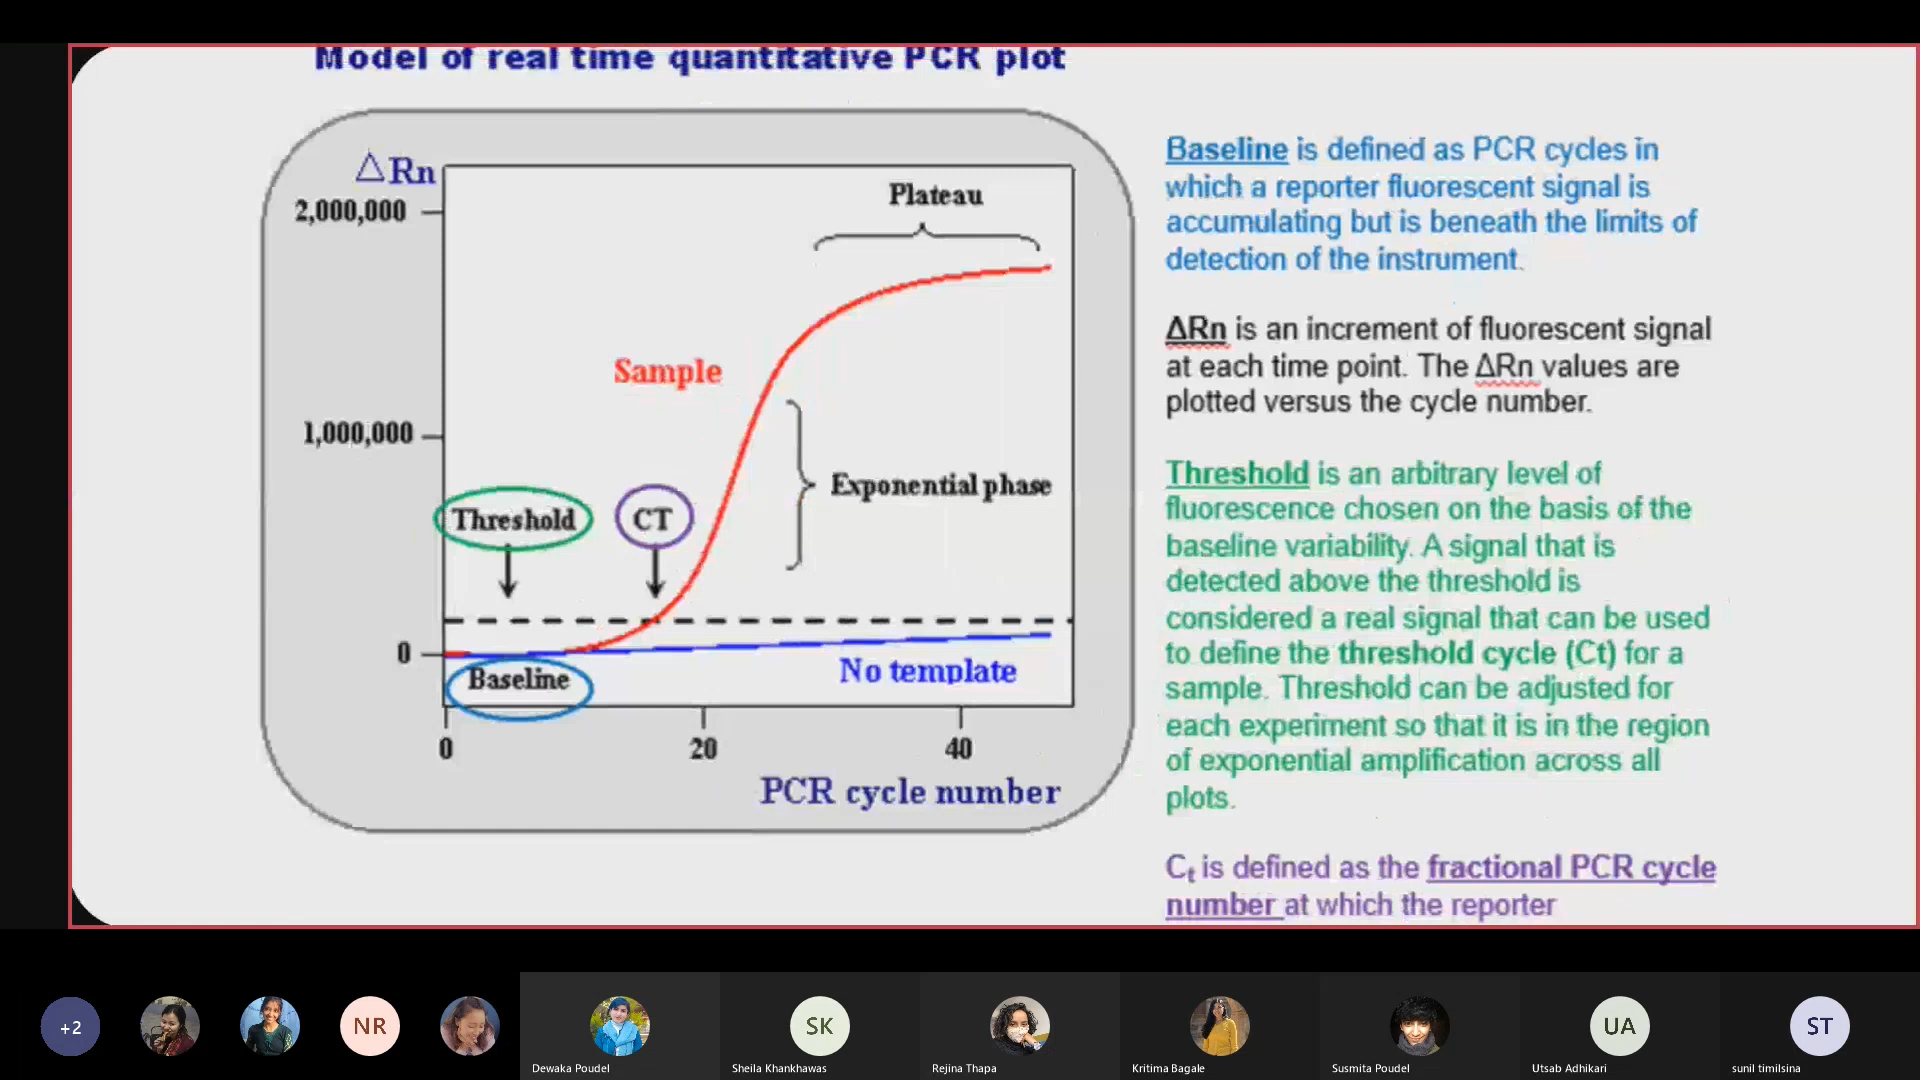 Model of real time quantitative PCR plot
△Rn
2,000,000
1,000,000
0
Plateau
Sample
Exponential phase
Threshold
CT
Baseline
No template
0
20
40
PCR cycle number
Baseline is defined as PCR cycles in
which a reporter fluorescent signal is
accumulating but is beneath the limits of
detection of the instrument.
ΔRn is an increment of fluorescent signal
at each time point. The ΔRn values are
plotted versus the cycle number.
Threshold is an arbitrary level of
fluorescence chosen on the basis of the
baseline variability. A signal that is
detected above the threshold is
considered a real signal that can be used
to define the threshold cycle (Ct) for a
sample. Threshold can be adjusted for
each experiment so that it is in the region
of exponential amplification across all
plots.
Ct is defined as the fractional PCR cycle
number at which the reporter
+2
NR
SK
UA
ST
Dewaka Poudel
Sheila Khankhawas
Rejina Thapa
Kritima Bagale
Susmita Poudel
Utsab Adhikari
sunil timilsina